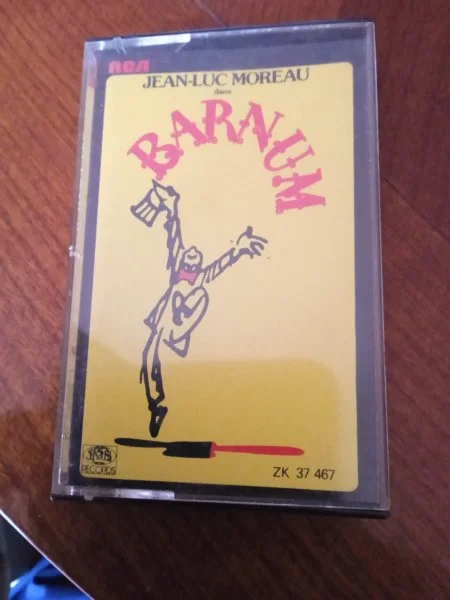 RCA
JEAN-LUC MOREAU
dans
BARNUM
RECORDS
ZK 37 467